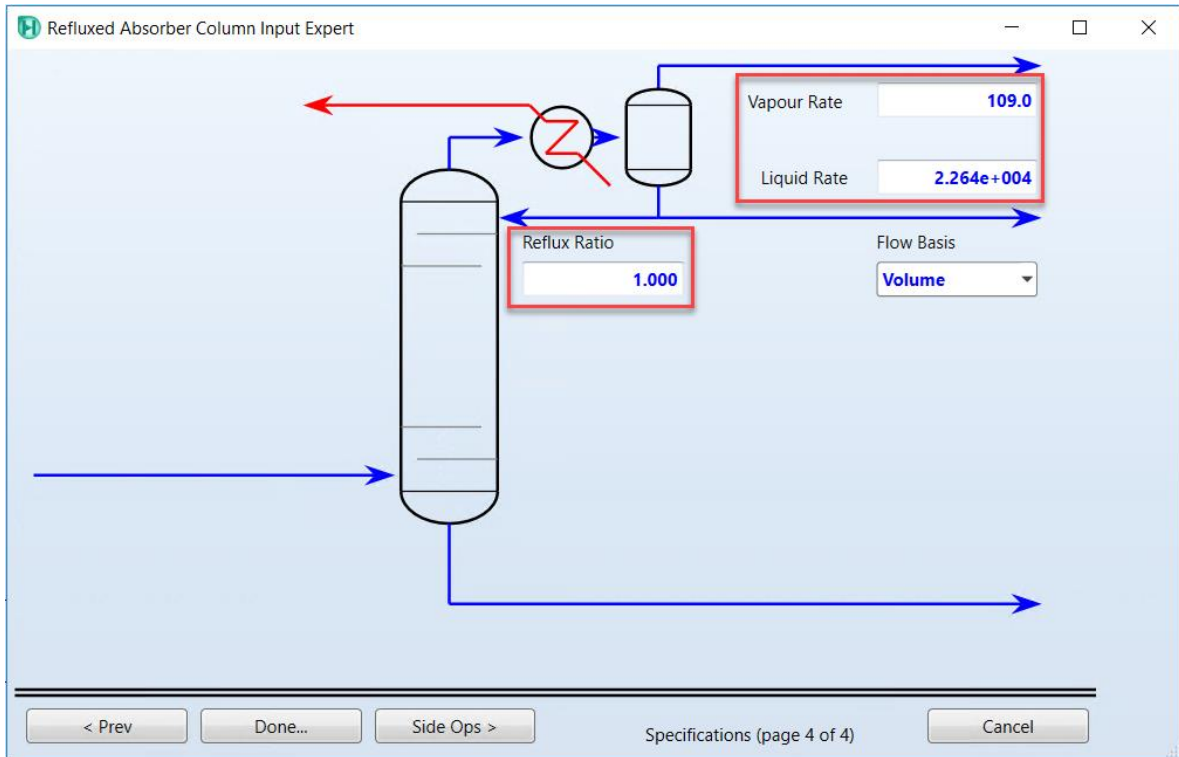 Refluxed Absorber Column Input Expert
Vapour Rate 109.0
Liquid Rate 2.264e+004
Reflux Ratio Flow Basis
1.000 Volume
< Prev Done... Side Ops > Specifications (page 4 of 4) Cancel